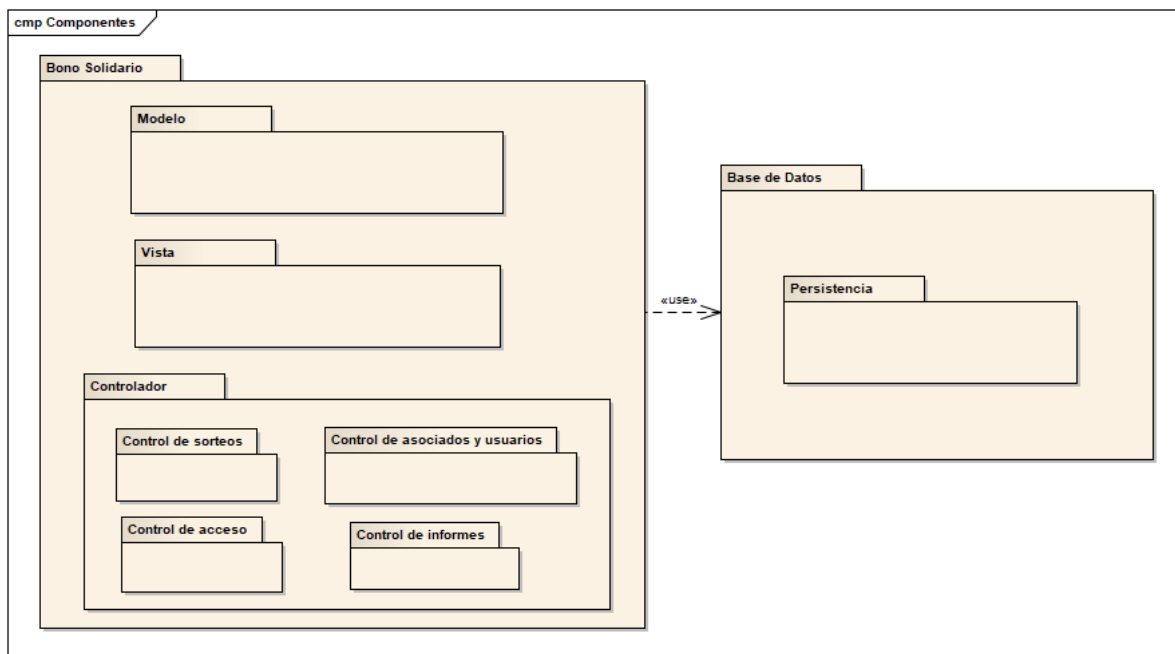 cmp Componentes
Bono Solidario
Modelo
Vista
Controlador
Control de sorteos
Control de asociados y usuarios
Control de acceso
Control de informes
«use»
Base de Datos
Persistencia